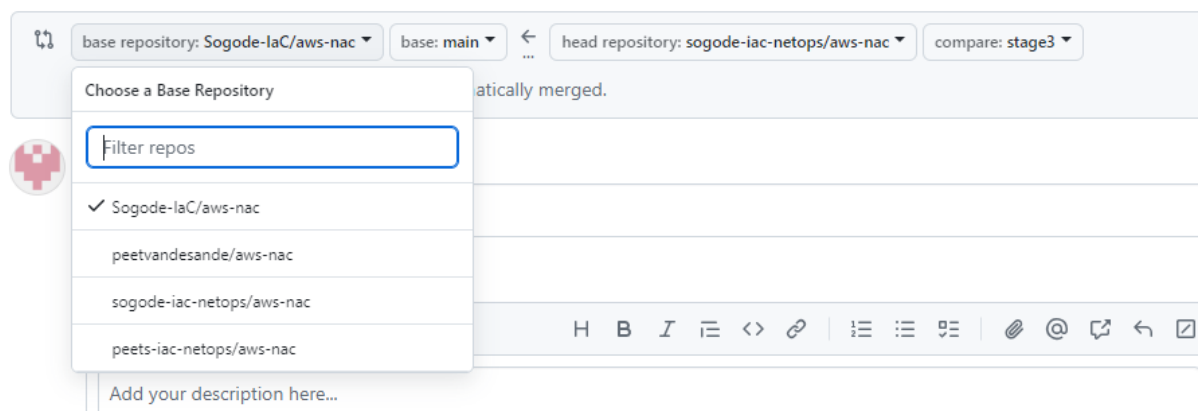 base repository: Sogode-IaC/aws-nac base: main ← head repository: sogode-iac-netops/aws-nac compare: stage3
...
Choose a Base Repository
atically merged.
Filter repos
Sogode-IaC/aws-nac
peetvandesande/aws-nac
sogode-iac-netops/aws-nac
peets-iac-netops/aws-nac
H B I <> @
Add your description here...